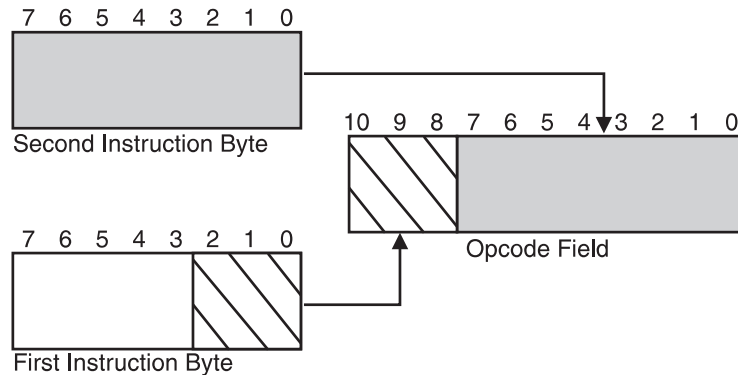 7 6 5 4 3 2 1 0
Second Instruction Byte
10 9 8 7 6 5 4 3 2 1 0
Opcode Field
7 6 5 4 3 2 1 0
First Instruction Byte